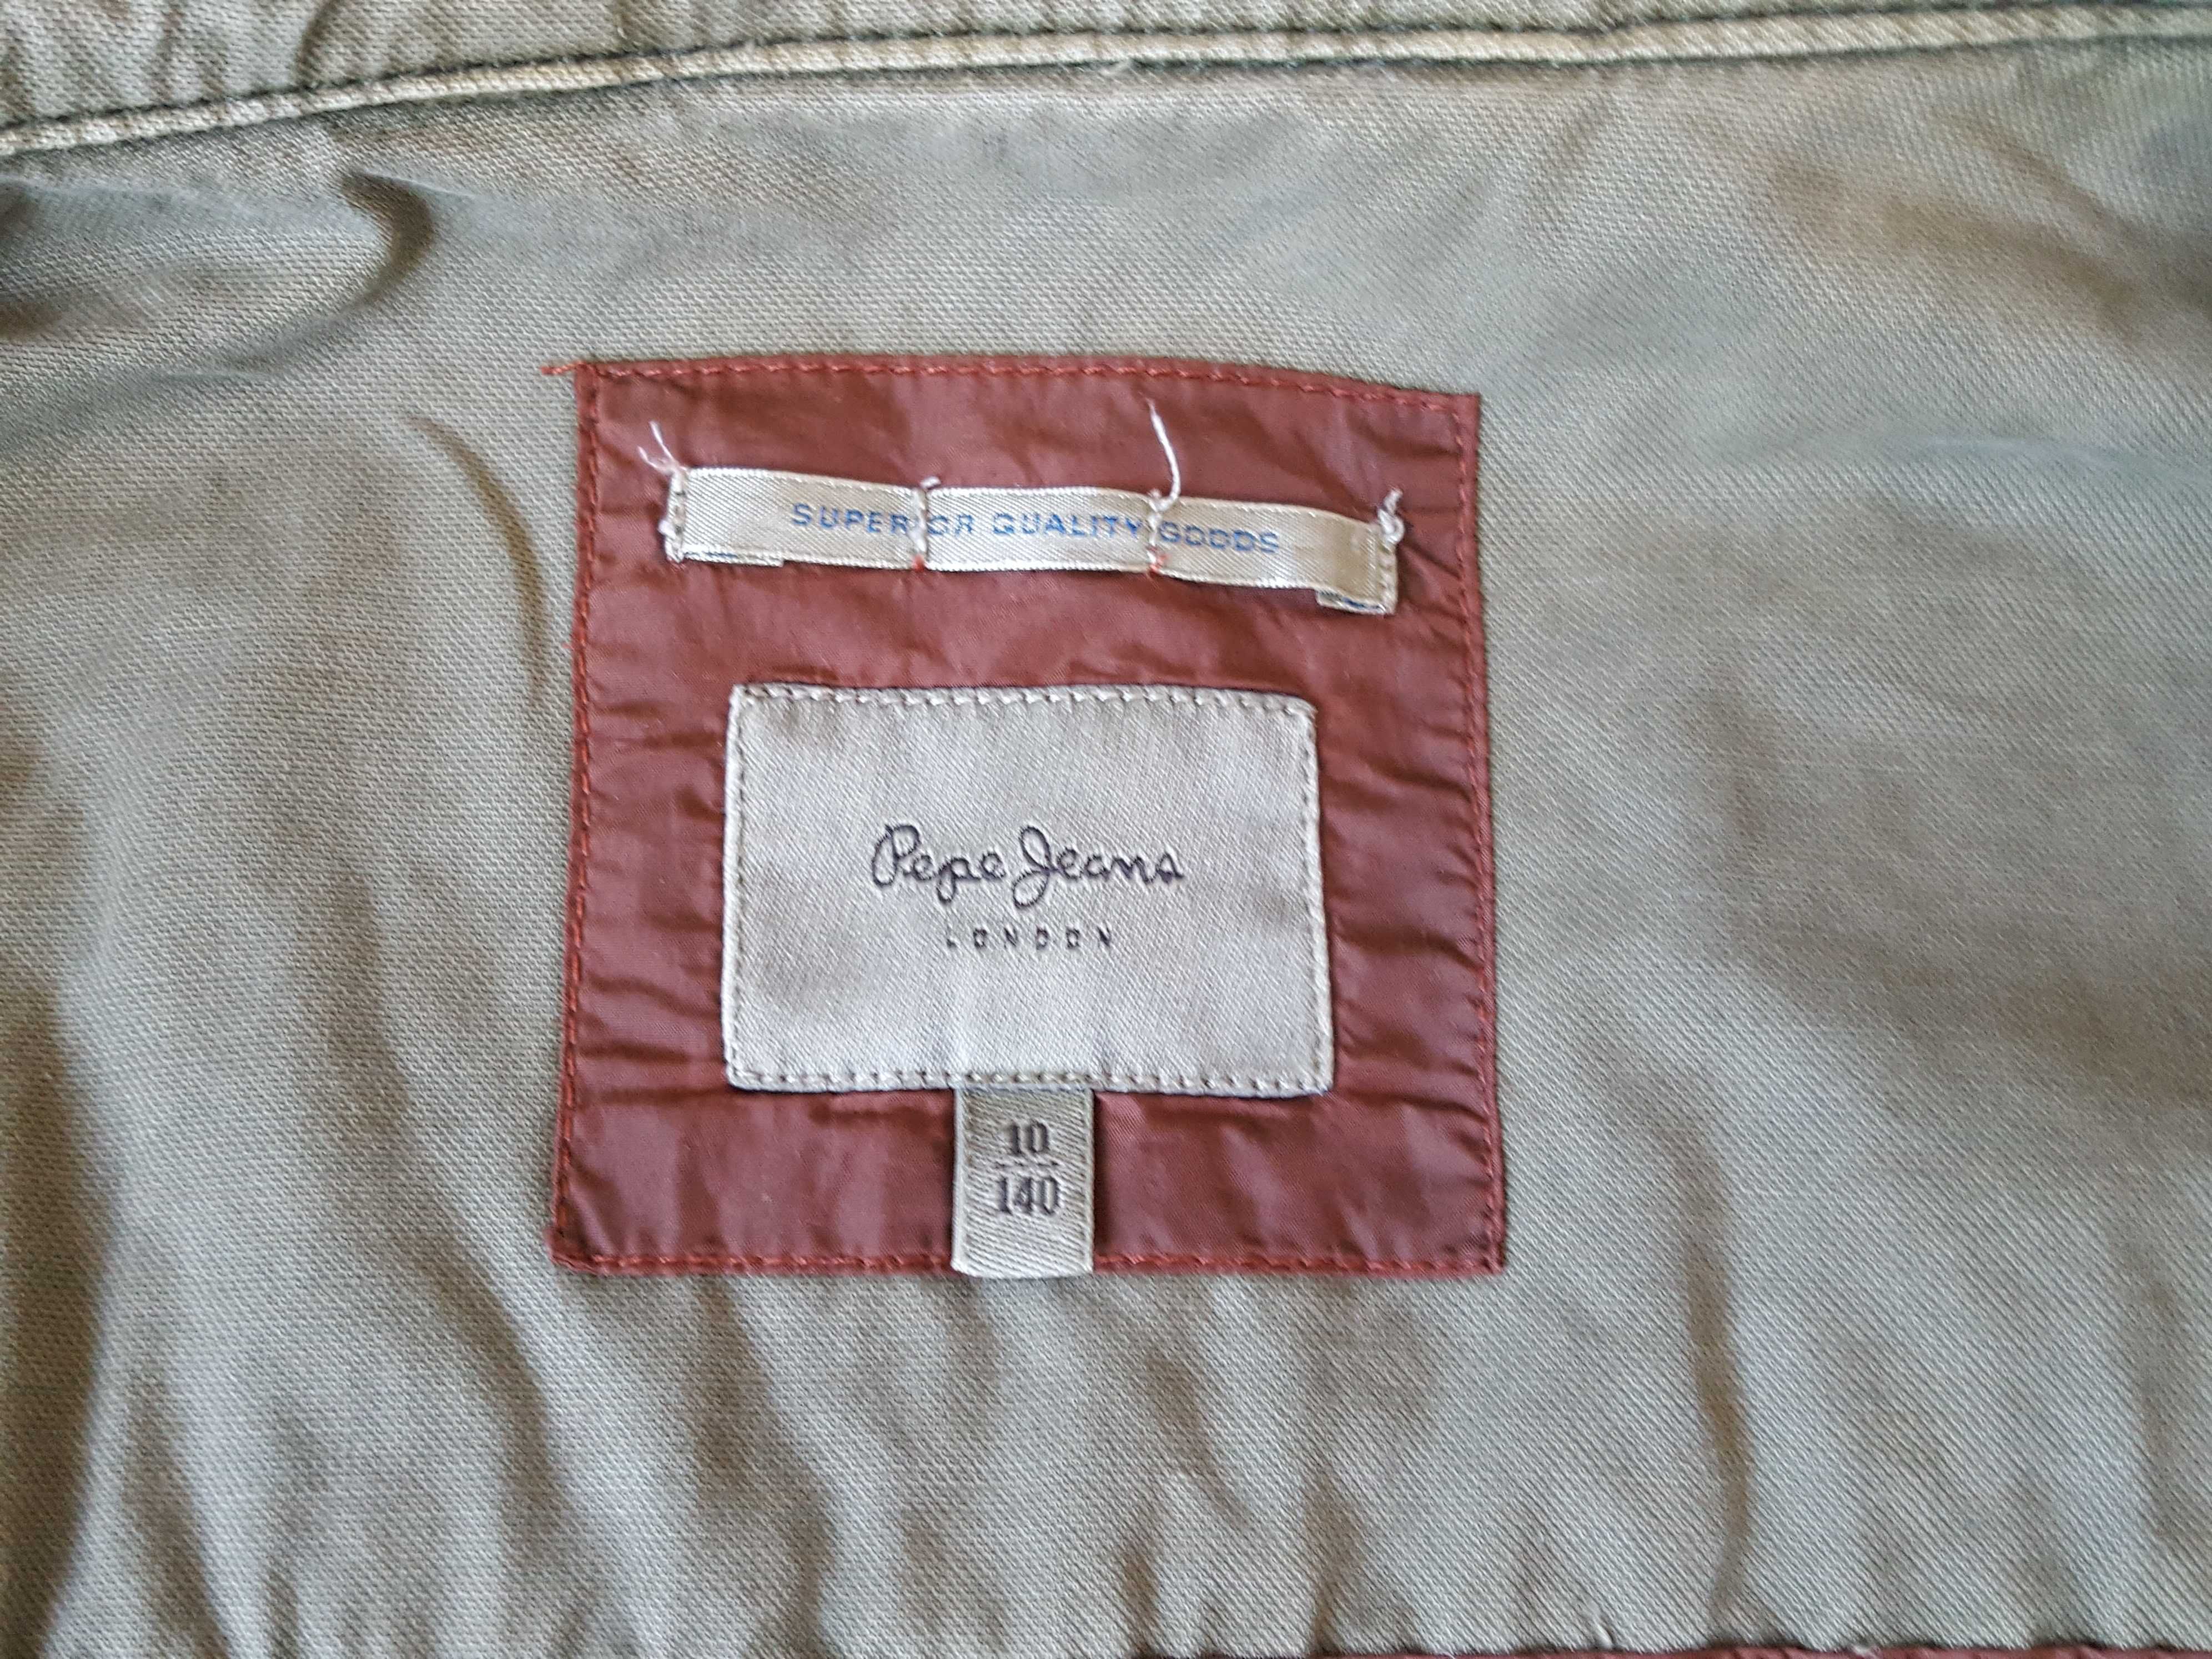 SUPERIOR QUALITY GOODS
Pepe Jeans
LONDON
10
140